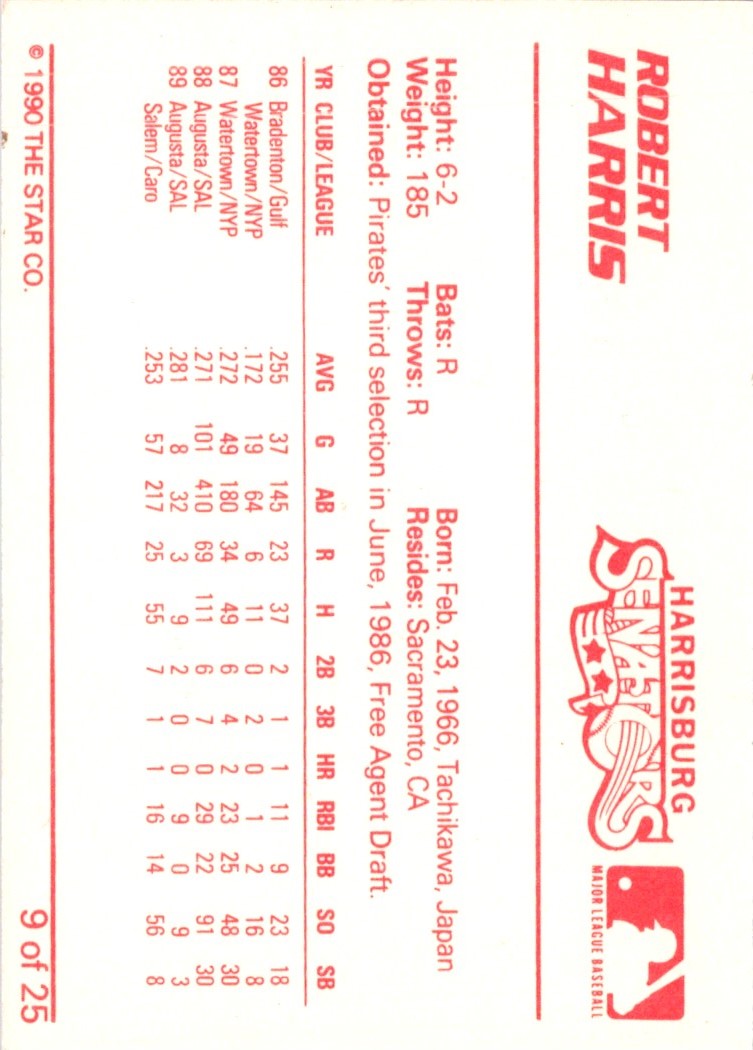 ROBERT
HARRIS
HARRISBURG
SENATORS
MAJOR LEAGUE BASEBALL
Height: 6-2 Bats: R Born: Feb. 23, 1966, Tachikawa, Japan
Weight: 185 Throws: R Resides: Sacramento, CA
Obtained: Pirates' third selection in June, 1986, Free Agent Draft.
YR CLUB/LEAGUE AVG G AB R H 2B 3B HR RBI BB SO SB
86 Bradenton/Gulf .255 37 145 23 37 2 1 1 11 9 23 18
Watertown/NYP .172 19 64 6 11 0 2 0 1 2 16 8
87 Watertown/NYP .272 49 180 34 49 6 4 2 23 25 48 30
88 Augusta/SAL .271 101 410 69 111 6 7 0 29 22 91 30
89 Augusta/SAL .281 8 32 3 9 2 0 0 9 0 9 3
Salem/Caro .253 57 217 25 55 7 1 1 16 14 56 8
© 1990 THE STAR CO. 9 of 25